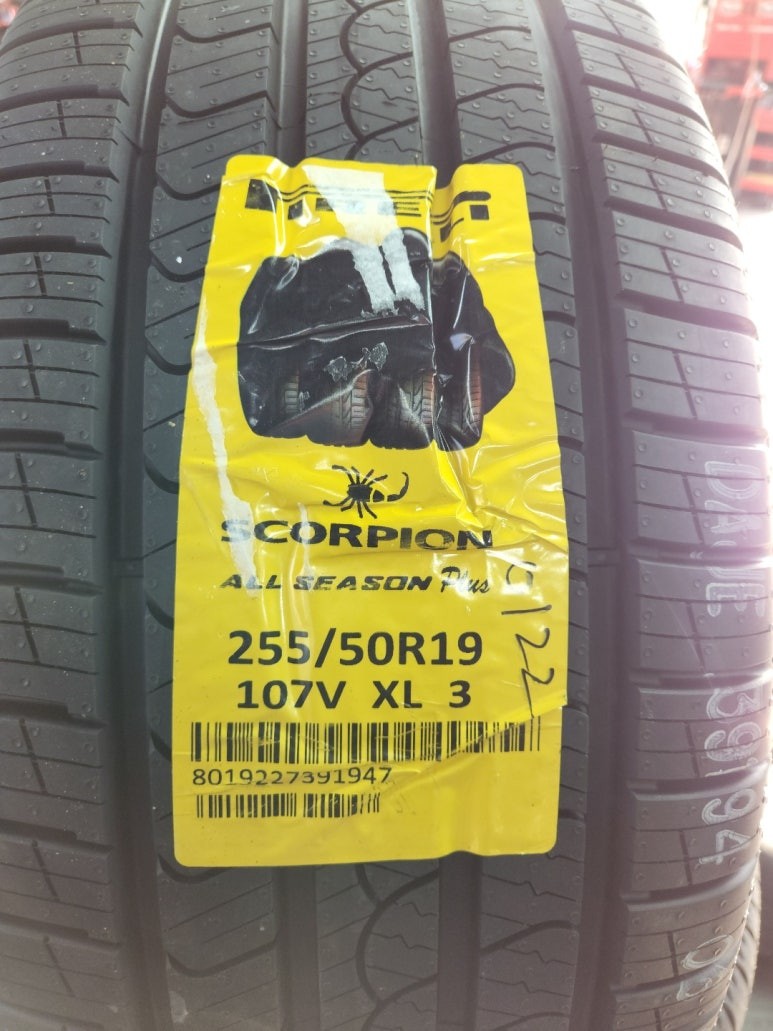 SCORPION
ALL SEASON Plus
255/50R19
107V XL 3
8019227391947